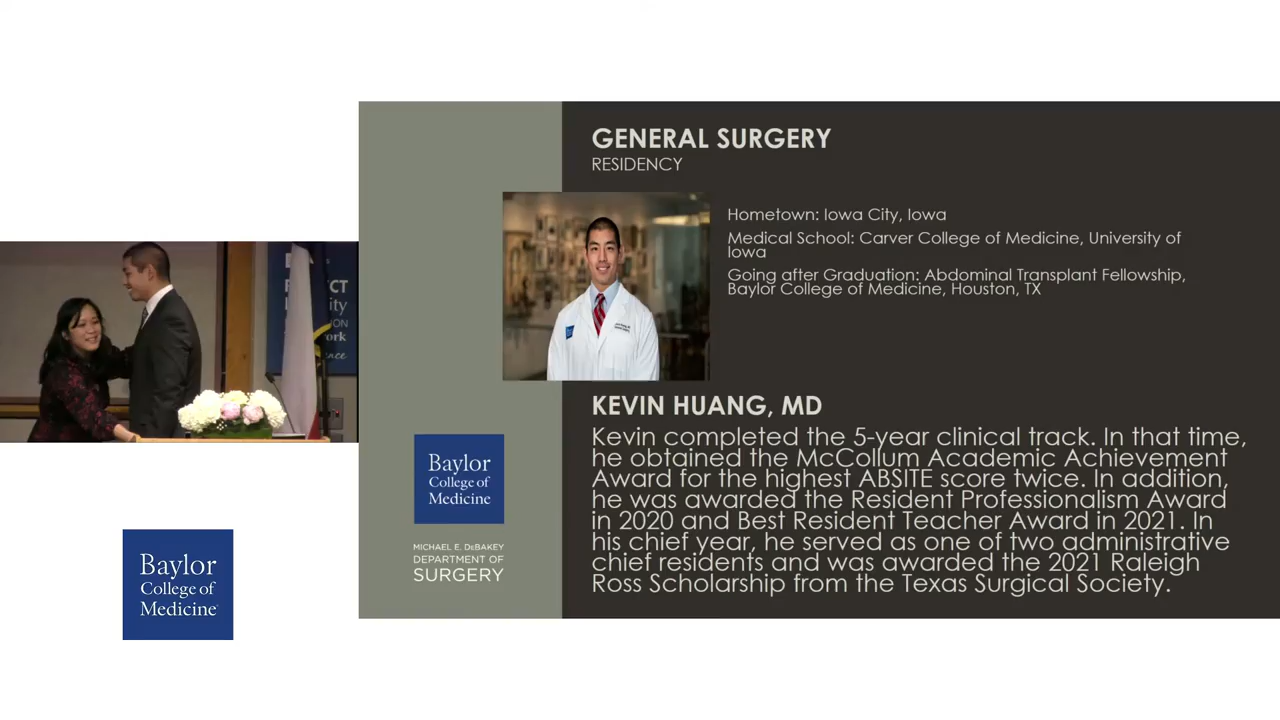 GENERAL SURGERY
RESIDENCY
Hometown: Iowa City, Iowa
Medical School: Carver College of Medicine, University of
Iowa
Going after Graduation: Abdominal Transplant Fellowship,
Baylor College of Medicine, Houston, TX
KEVIN HUANG, MD
Kevin completed the 5-year clinical track. In that time,
he obtained the McCollum Academic Achievement
Award for the highest ABSITE score twice. In addition,
he was awarded the Resident Professionalism Award
in 2020 and Best Resident Teacher Award in 2021. In
his chief year, he served as one of two administrative
chief residents and was awarded the 2021 Raleigh
Ross Scholarship from the Texas Surgical Society.
Baylor
College of
Medicine
MICHAEL E. DEBAKEY
DEPARTMENT OF
SURGERY
Baylor
College of
Medicine